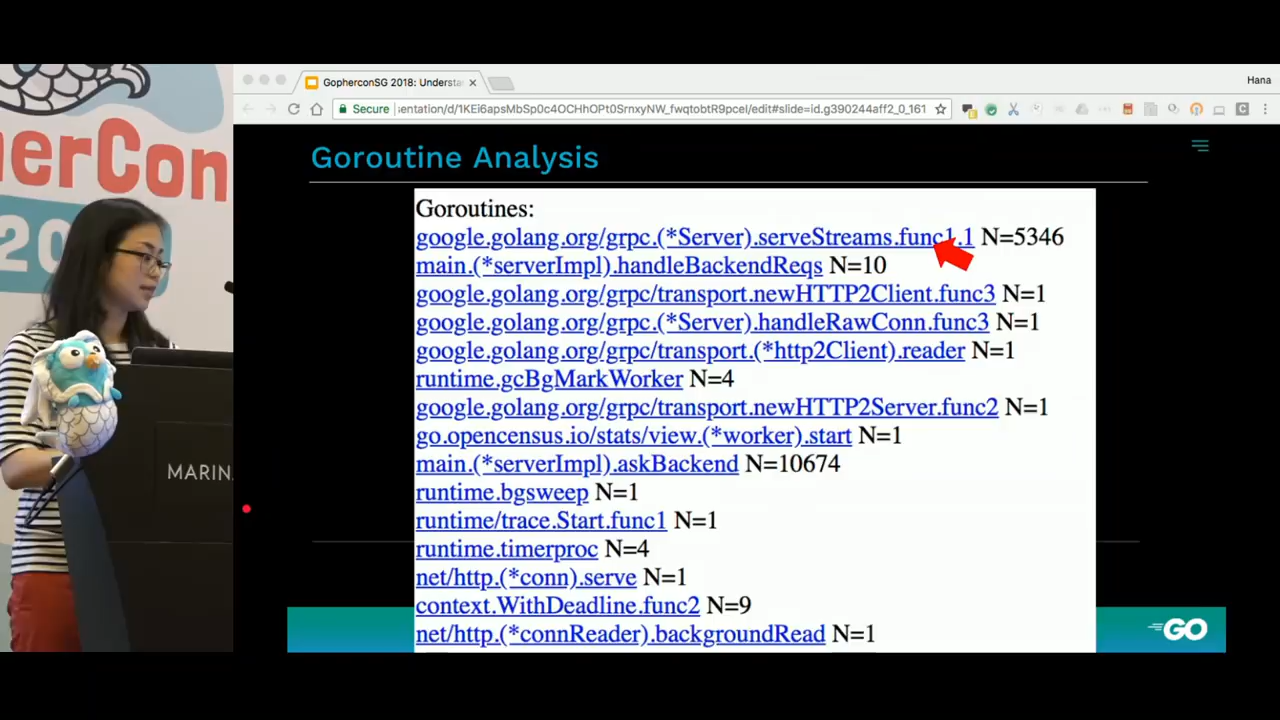 GopherconSG 2018: Understa
Hana
Secure
entation/d/1KEi6apsMbSp0c4OCHhOPt0SrnxyNW_fwqtobtR9pceI/edit#slide=id.g390244aff2_0_161
Goroutine Analysis
Goroutines:
google.golang.org/grpc.(*Server).serveStreams.func1.1 N=5346
main.(*serverImpl).handleBackendReqs N=10
google.golang.org/grpc/transport.newHTTP2Client.func3 N=1
google.golang.org/grpc.(*Server).handleRawConn.func3 N=1
google.golang.org/grpc/transport.(*http2Client).reader N=1
runtime.gcBgMarkWorker N=4
google.golang.org/grpc/transport.newHTTP2Server.func2 N=1
go.opencensus.io/stats/view.(*worker).start N=1
main.(*serverImpl).askBackend N=10674
runtime.bgsweep N=1
runtime/trace.Start.func1 N=1
runtime.timerproc N=4
net/http.(*conn).serve N=1
context.WithDeadline.func2 N=9
net/http.(*connReader).backgroundRead N=1
GO
herCon
20
MARINA